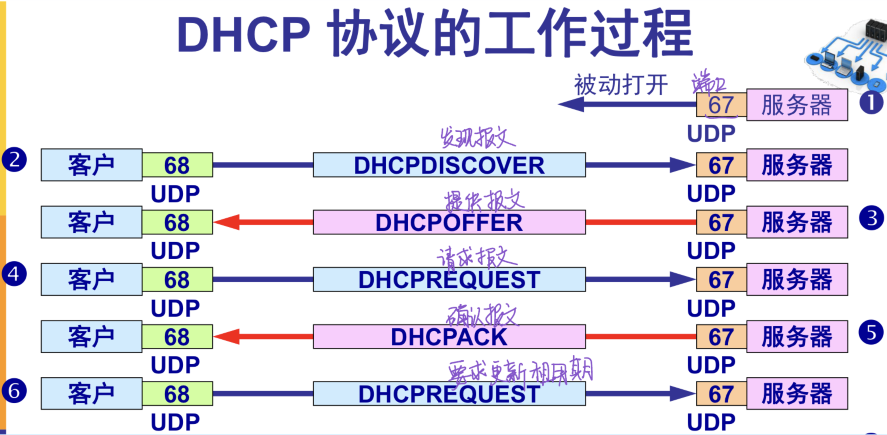 DHCP 协议的工作过程
被动打开 端口 67 服务器 ❶
UDP
发现报文
❷ 客户 68 DHCPDISCOVER 67 服务器
UDP UDP
提供报文
客户 68 DHCPOFFER 67 服务器 ❸
UDP UDP
请求报文
❹ 客户 68 DHCPREQUEST 67 服务器
UDP UDP
确认报文
客户 68 DHCPACK 67 服务器 ❺
UDP UDP
要求更新租用期
❻ 客户 68 DHCPREQUEST 67 服务器
UDP UDP